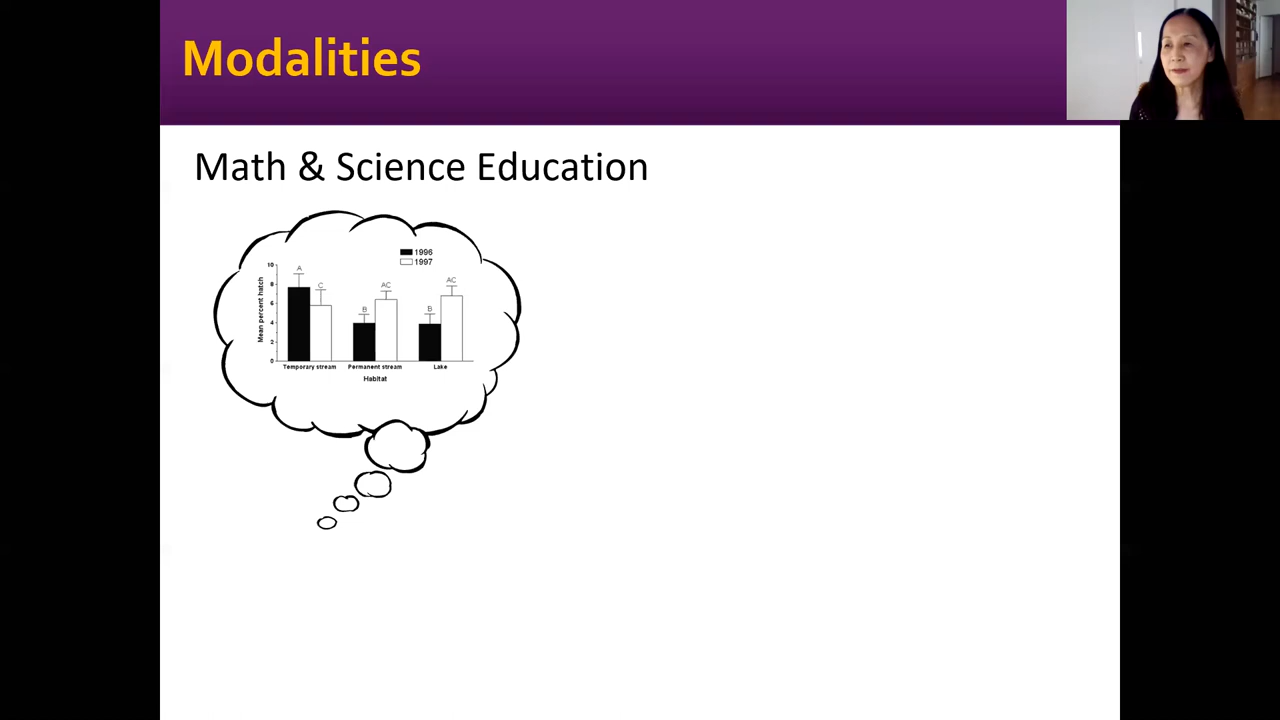 Modalities
Math & Science Education
1996
1997
A
C
B
AC
B
AC
10
8
6
4
2
0
Mean percent hatch
Temporary stream
Permanent stream
Lake
Habitat